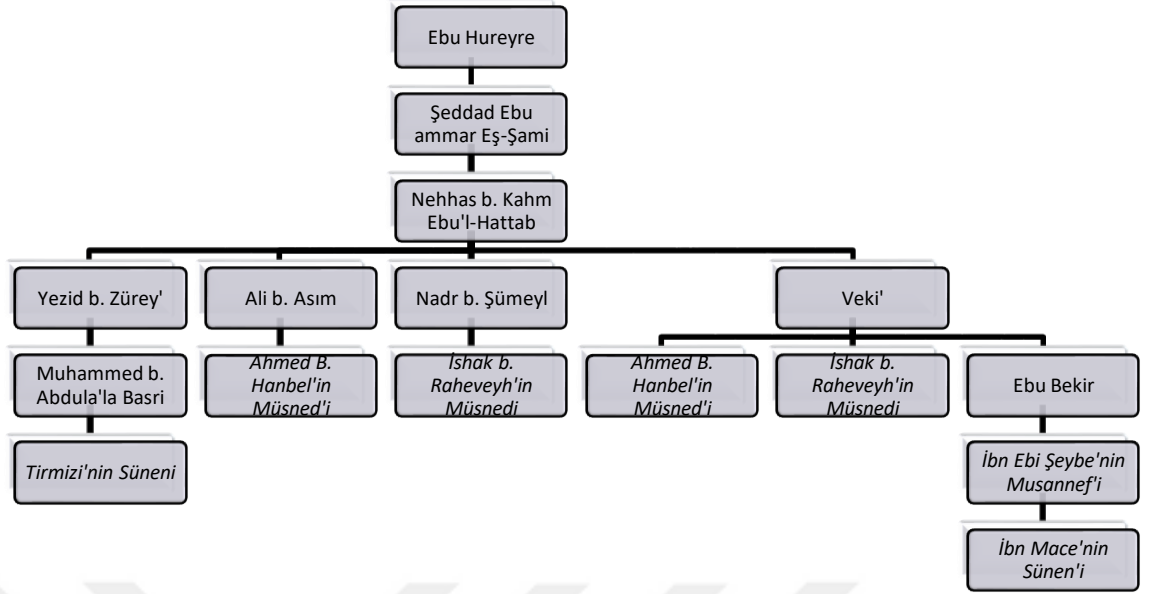 Ebu Hureyre
Şeddad Ebu
ammar Eş-Şami
Nehhas b. Kahm
Ebu'l-Hattab
Yezid b. Zürey'
Ali b. Asım
Nadr b. Şümeyl
Veki'
Muhammed b.
Abdula'la Basri
Ahmed B.
Hanbel'in
Müsned'i
İshak b.
Raheveyh'in
Müsnedi
Ahmed B.
Hanbel'in
Müsned'i
İshak b.
Raheveyh'in
Müsnedi
Ebu Bekir
Tirmizi'nin Süneni
İbn Ebi Şeybe'nin
Musannef'i
İbn Mace'nin
Sünen'i